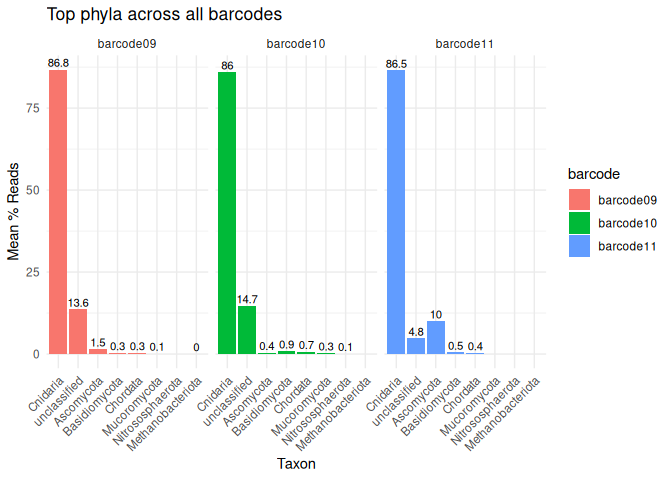 Top phyla across all barcodes
barcode09
barcode10
barcode11
86.8
13.6
1.5
0.3
0.3
0.1
0
86
14.7
0.4
0.9
0.7
0.3
0.1
86.5
4.8
10
0.5
0.4
Mean % Reads
75
50
25
0
Cnidaria
unclassified
Ascomycota
Basidiomycota
Chordata
Mucoromycota
Nitrososphaerota
Methanobacteriota
Cnidaria
unclassified
Ascomycota
Basidiomycota
Chordata
Mucoromycota
Nitrososphaerota
Methanobacteriota
Cnidaria
unclassified
Ascomycota
Basidiomycota
Chordata
Mucoromycota
Nitrososphaerota
Methanobacteriota
Taxon
barcode
barcode09
barcode10
barcode11